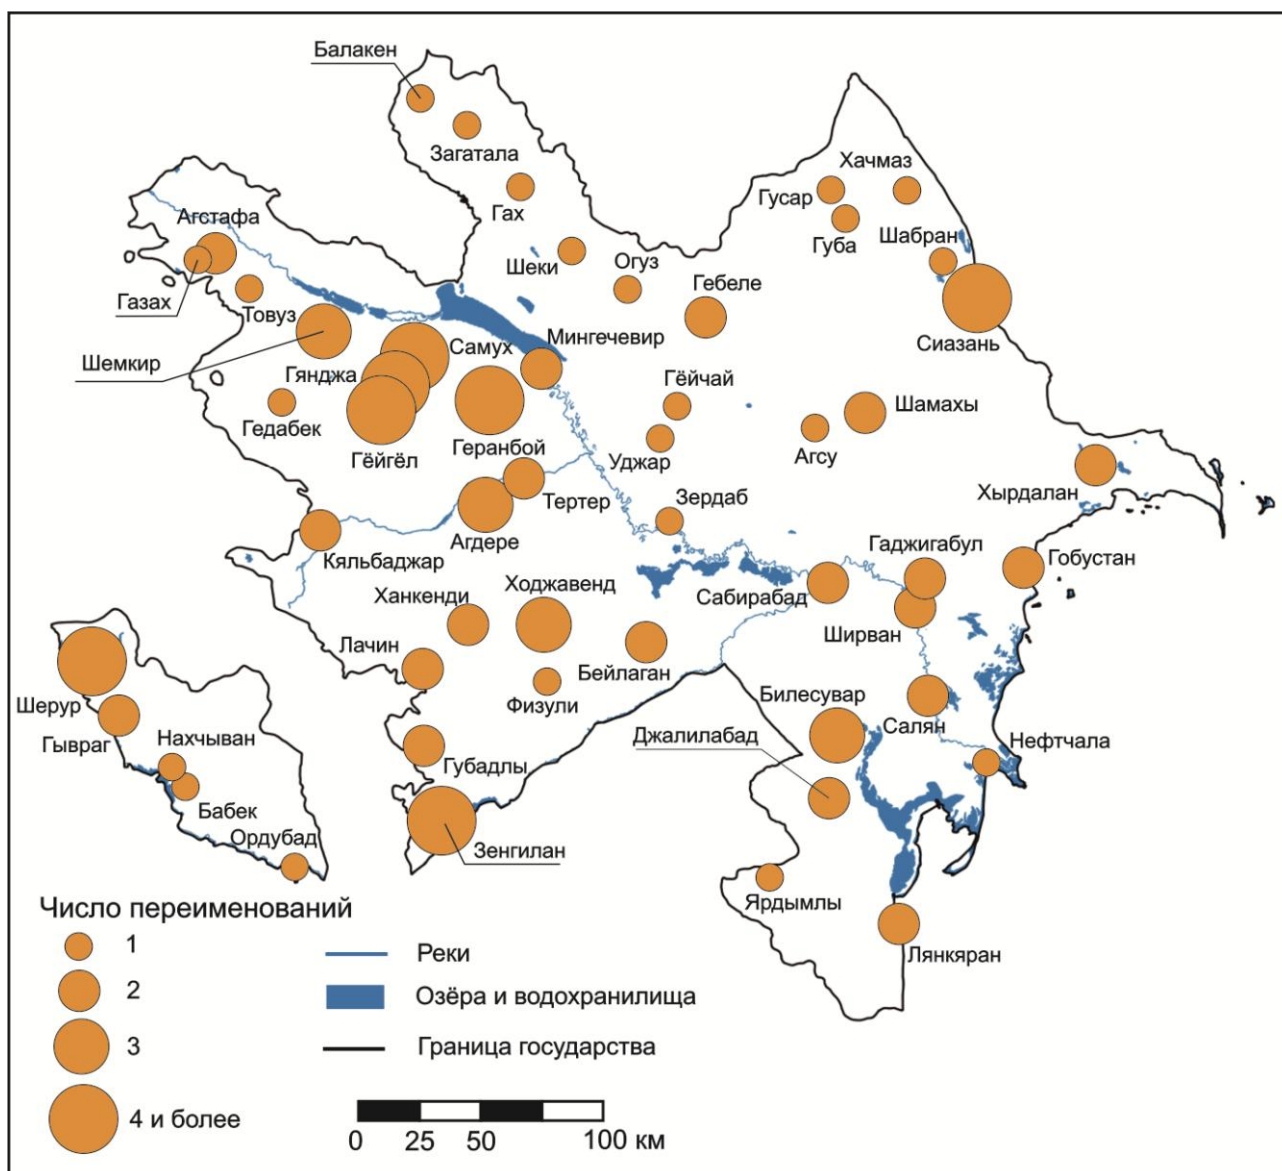 Балакен
Загатала
Гах
Хачмаз
Гусар
Губа
Шабран
Агстафа
Шеки
Огуз
Гебеле
Газах
Товуз
Сиазань
Шемкир
Самух
Мингечевир
Гянджа
Гёйчай
Шамахы
Гедабек
Гёйгёл
Геранбой
Уджар
Агсу
Хырдалан
Тертер
Зердаб
Агдере
Кяльбаджар
Гаджигабул
Гобустан
Ханкенди
Ходжавенд
Сабирабад
Ширван
Лачин
Бейлаган
Физули
Билесувар
Салян
Шерур
Гывраг
Нахчыван
Джалилабад
Нефтчала
Губадлы
Бабек
Ордубад
Зенгилан
Ярдымлы
Лянкяран
Число переименований
1
2
3
4 и более
Реки
Озёра и водохранилища
Граница государства
0 25 50 100 км